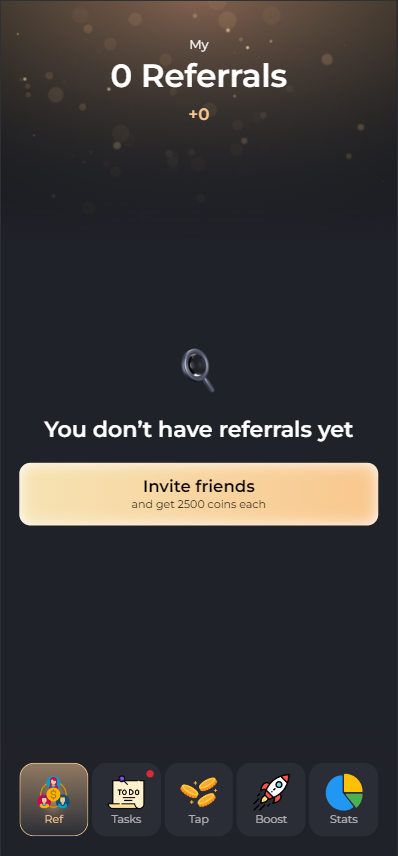 My
0 Referrals
+0
You don’t have referrals yet
Invite friends
and get 2500 coins each
TO DO
Ref
Tasks
Tap
Boost
Stats